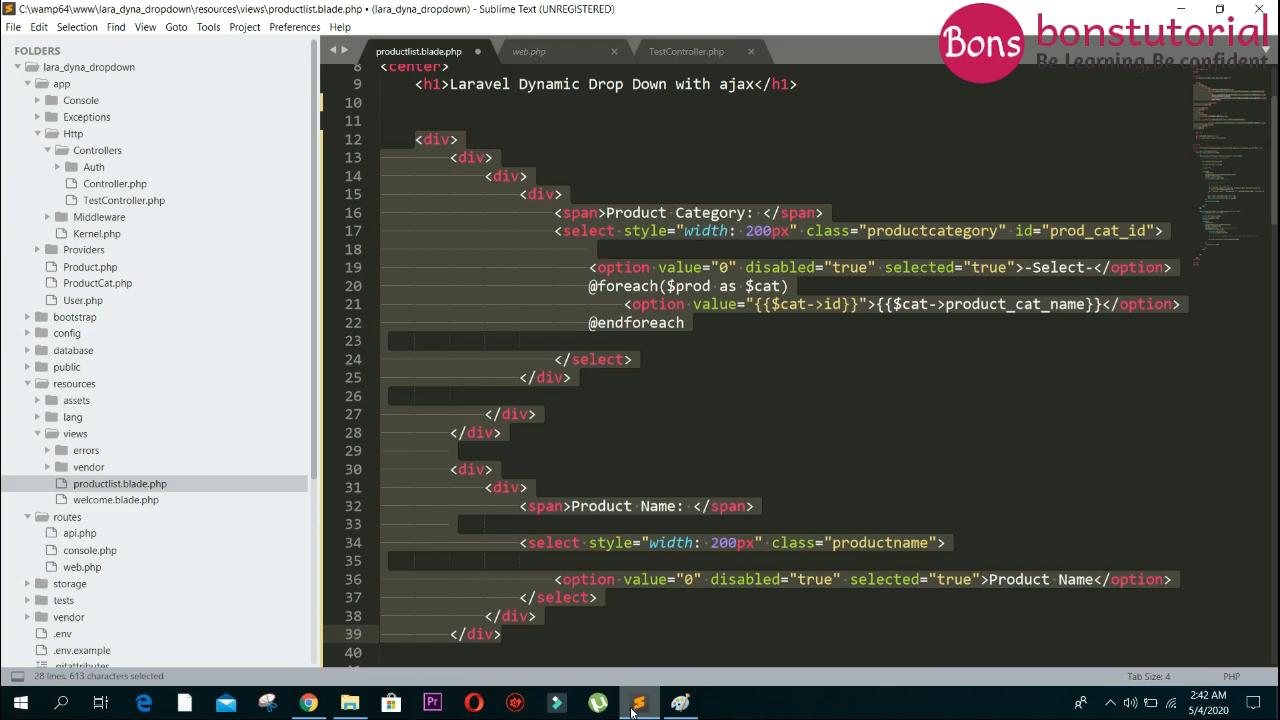 C:\wamp64\www\lara_dyna_dropdown\resources\views\productlist.blade.php • (lara_dyna_dropdown) - Sublime Text (UNREGISTERED)
File Edit Selection Find View Goto Tools Project Preferences Help
Bons
bonstutorial
Be Learning,Be confident
FOLDERS
lara_dyna_dropdown
app
Console
Exceptions
Http
Controllers
Auth
Controller.php
TestController.php
Middleware
Kernel.php
Providers
Product.php
ProductCat.php
User.php
bootstrap
config
database
public
resources
assets
lang
views
errors
vendor
productlist.blade.php
welcome.blade.php
routes
api.php
console.php
web.php
storage
tests
vendor
.env
.env.example
.gitattributes
productlist.blade.php web.php TestController.php
8 <center>
9 <h1>Laravel Dynamic Drop Down with ajax</h1>
10
11
12 <div>
13 <div>
14 <div>
15 <div>
16 <span>Product Category: </span>
17 <select style="width: 200px" class="productcategory" id="prod_cat_id">
18
19 <option value="0" disabled="true" selected="true">-Select-</option>
20 @foreach($prod as $cat)
21 <option value="{{$cat->id}}">{{$cat->product_cat_name}}</option>
22 @endforeach
23
24 </select>
25 </div>
26
27 </div>
28 </div>
29
30 <div>
31 <div>
32 <span>Product Name: </span>
33
34 <select style="width: 200px" class="productname">
35
36 <option value="0" disabled="true" selected="true">Product Name</option>
37 </select>
38 </div>
39 </div>
40
28 lines, 613 characters selected Tab Size: 4 PHP
2:42 AM
5/4/2020